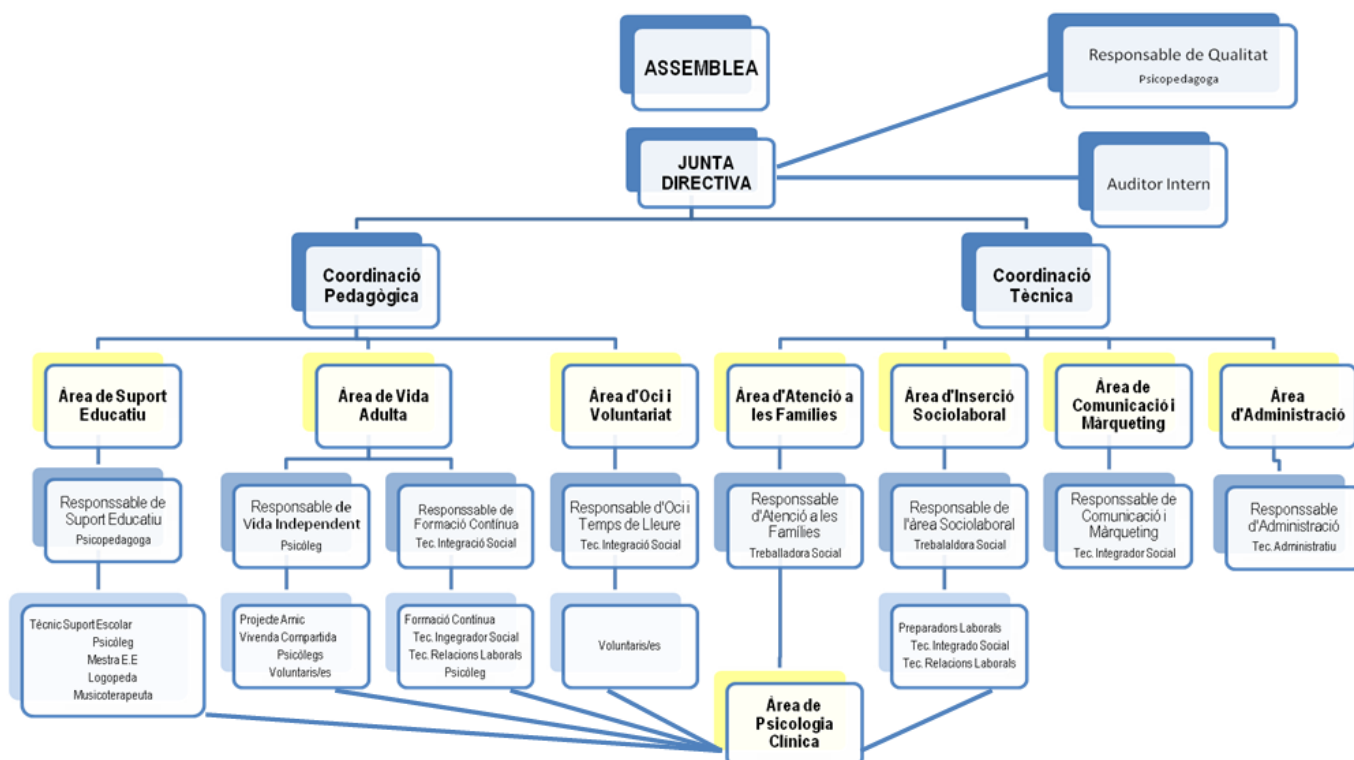 ASSEMBLEA
Responsable de Qualitat
Psicopedagoga
JUNTA
DIRECTIVA
Auditor Intern
Coordinació
Pedagògica
Coordinació
Tècnica
Àrea de Suport
Educatiu
Àrea de Vida
Adulta
Àrea d'Oci i
Voluntariat
Àrea d'Atenció a
les Famílies
Àrea d'Inserció
Sociolaboral
Àrea de
Comunicació i
Màrqueting
Àrea
d'Administració
Responssable de
Suport Educatiu
Psicopedagoga
Responsable de
Vida Independent
Psicòleg
Responssable de
Formació Contínua
Tec. Integració Social
Responsable d'Oci i
Temps de Lleure
Tec. Integració Social
Responssable
d'Atenció a les
Famílies
Treballadora Social
Responsable de
l'àrea Sociolaboral
Trebalaldora Social
Responssable de
Comunicació i
Màrqueting
Tec. Integrador Social
Responssable
d'Administració
Tec. Administratiu
Técnic Suport Escolar
Psicòleg
Mestra E.E
Logopeda
Musicoterapeuta
Projecte Amic
Vivenda Compartida
Psicòlegs
Voluntaris/es
Formació Contínua
Tec. Ingegrador Social
Tec. Relacions Laborals
Psicòleg
Voluntaris/es
Preparadors Laborals
Tec. Integrado Social
Tec. Relacions Laborals
Àrea de
Psicologia
Clínica